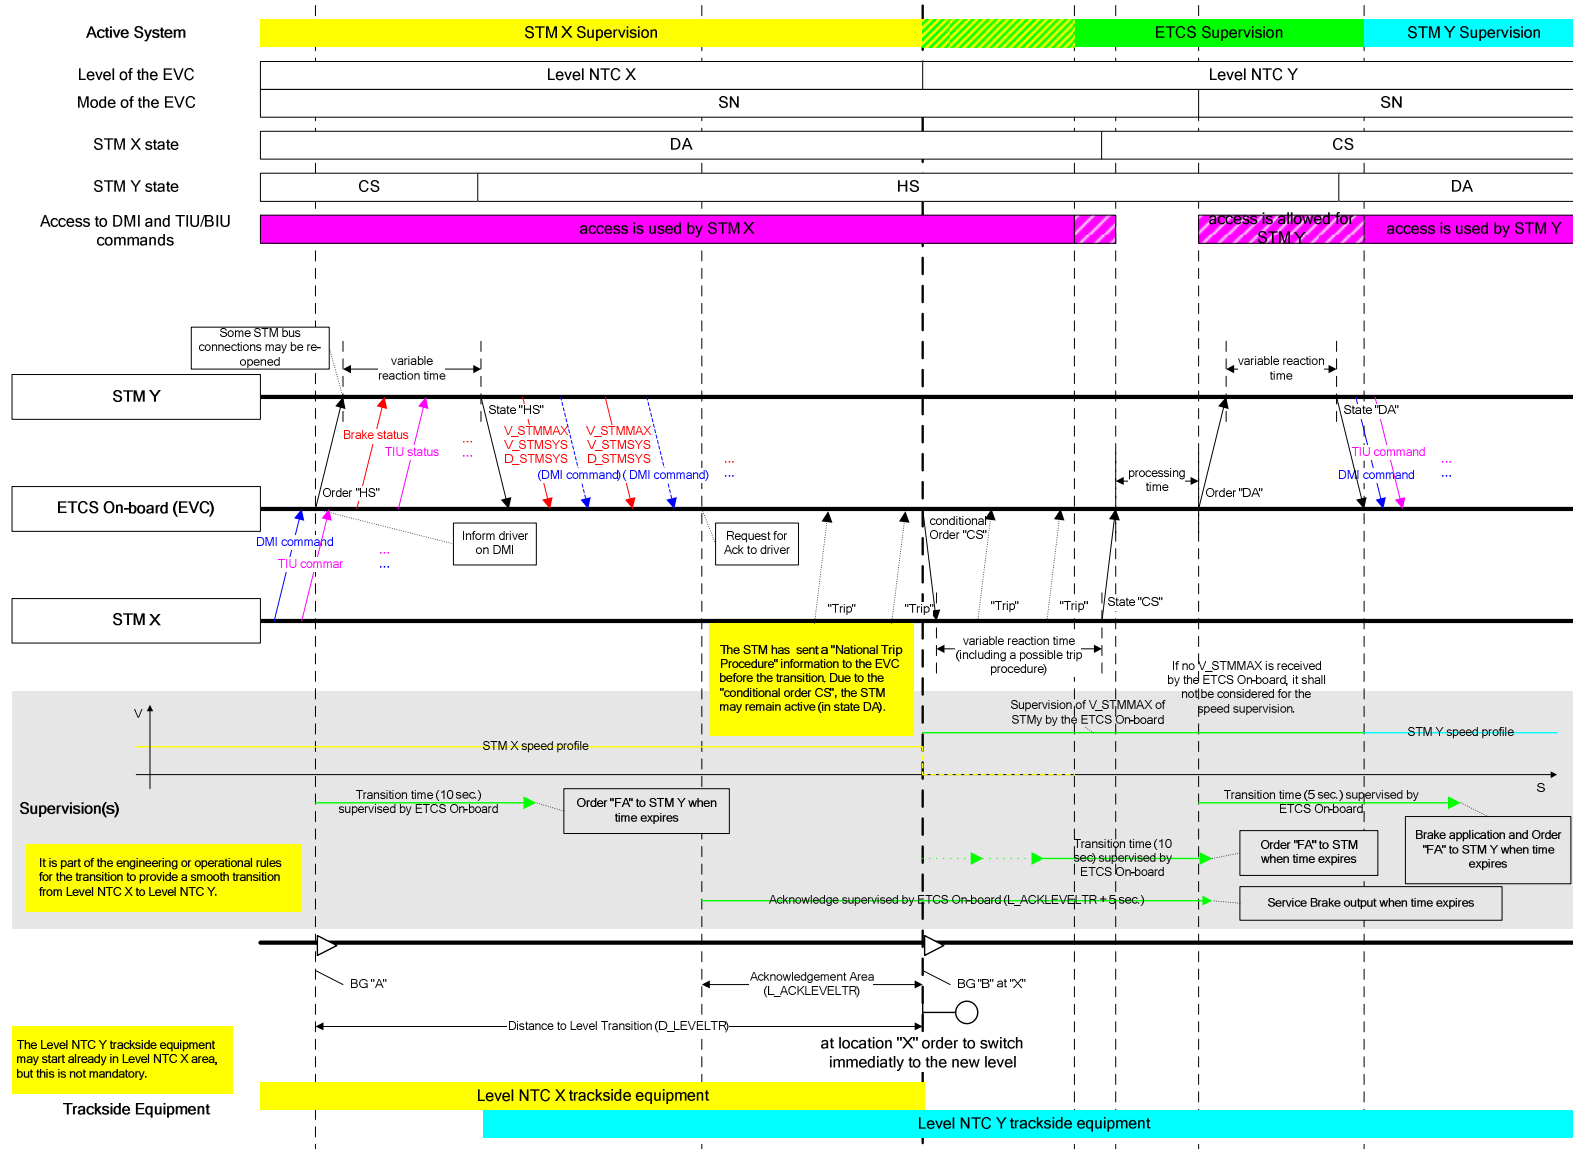 Active System
STM X Supervision
ETCS Supervision
STM Y Supervision
Level of the EVC
Level NTC X
Level NTC Y
Mode of the EVC
SN
SN
STM X state
DA
CS
STM Y state
CS
HS
DA
Access to DMI and TIU/BIU
commands
access is used by STM X
access is allowed for
STM Y
access is used by STM Y
Some STM bus
connections may be re-
opened
variable
reaction time
variable reaction
time
STM Y
State "HS"
State "DA"
Brake status
TIU status
...
...
V_STMMAX
V_STMSYS
D_STMSYS
(DMI command)
V_STMMAX
V_STMSYS
D_STMSYS
( DMI command)
...
...
processing
time
TIU command
DMI command
...
...
Order "HS"
Order "DA"
ETCS On-board (EVC)
DMI command
TIU commar
...
...
Inform driver
on DMI
Request for
Ack to driver
conditional
Order "CS"
"Trip"
"Trip"
"Trip"
"Trip"
State "CS"
STM X
The STM has sent a "National Trip
Procedure" information to the EVC
before the transition. Due to the
"conditional order CS", the STM
may remain active (in state DA).
variable reaction time
(including a possible trip
procedure)
If no V_STMMAX is received
by the ETCS On-board, it shall
not be considered for the
speed supervision.
Supervision of V_STMMAX of
STMy by the ETCS On-board
V
STM X speed profile
STM Y speed profile
S
Supervision(s)
Transition time (10 sec.)
supervised by ETCS On-board
Order "FA" to STM Y when
time expires
Transition time (5 sec.) supervised by
ETCS On-board
Brake application and Order
"FA" to STM Y when time
expires
Transition time (10
sec) supervised by
ETCS On-board
Order "FA" to STM
when time expires
It is part of the engineering or operational rules
for the transition to provide a smooth transition
from Level NTC X to Level NTC Y.
Acknowledge supervised by ETCS On-board (L_ACKLEVELTR + 5 sec.)
Service Brake output when time expires
BG "A"
Acknowledgement Area
(L_ACKLEVELTR)
BG "B" at "X"
Distance to Level Transition (D_LEVELTR)
at location "X" order to switch
immediatly to the new level
The Level NTC Y trackside equipment
may start already in Level NTC X area,
but this is not mandatory.
Trackside Equipment
Level NTC X trackside equipment
Level NTC Y trackside equipment